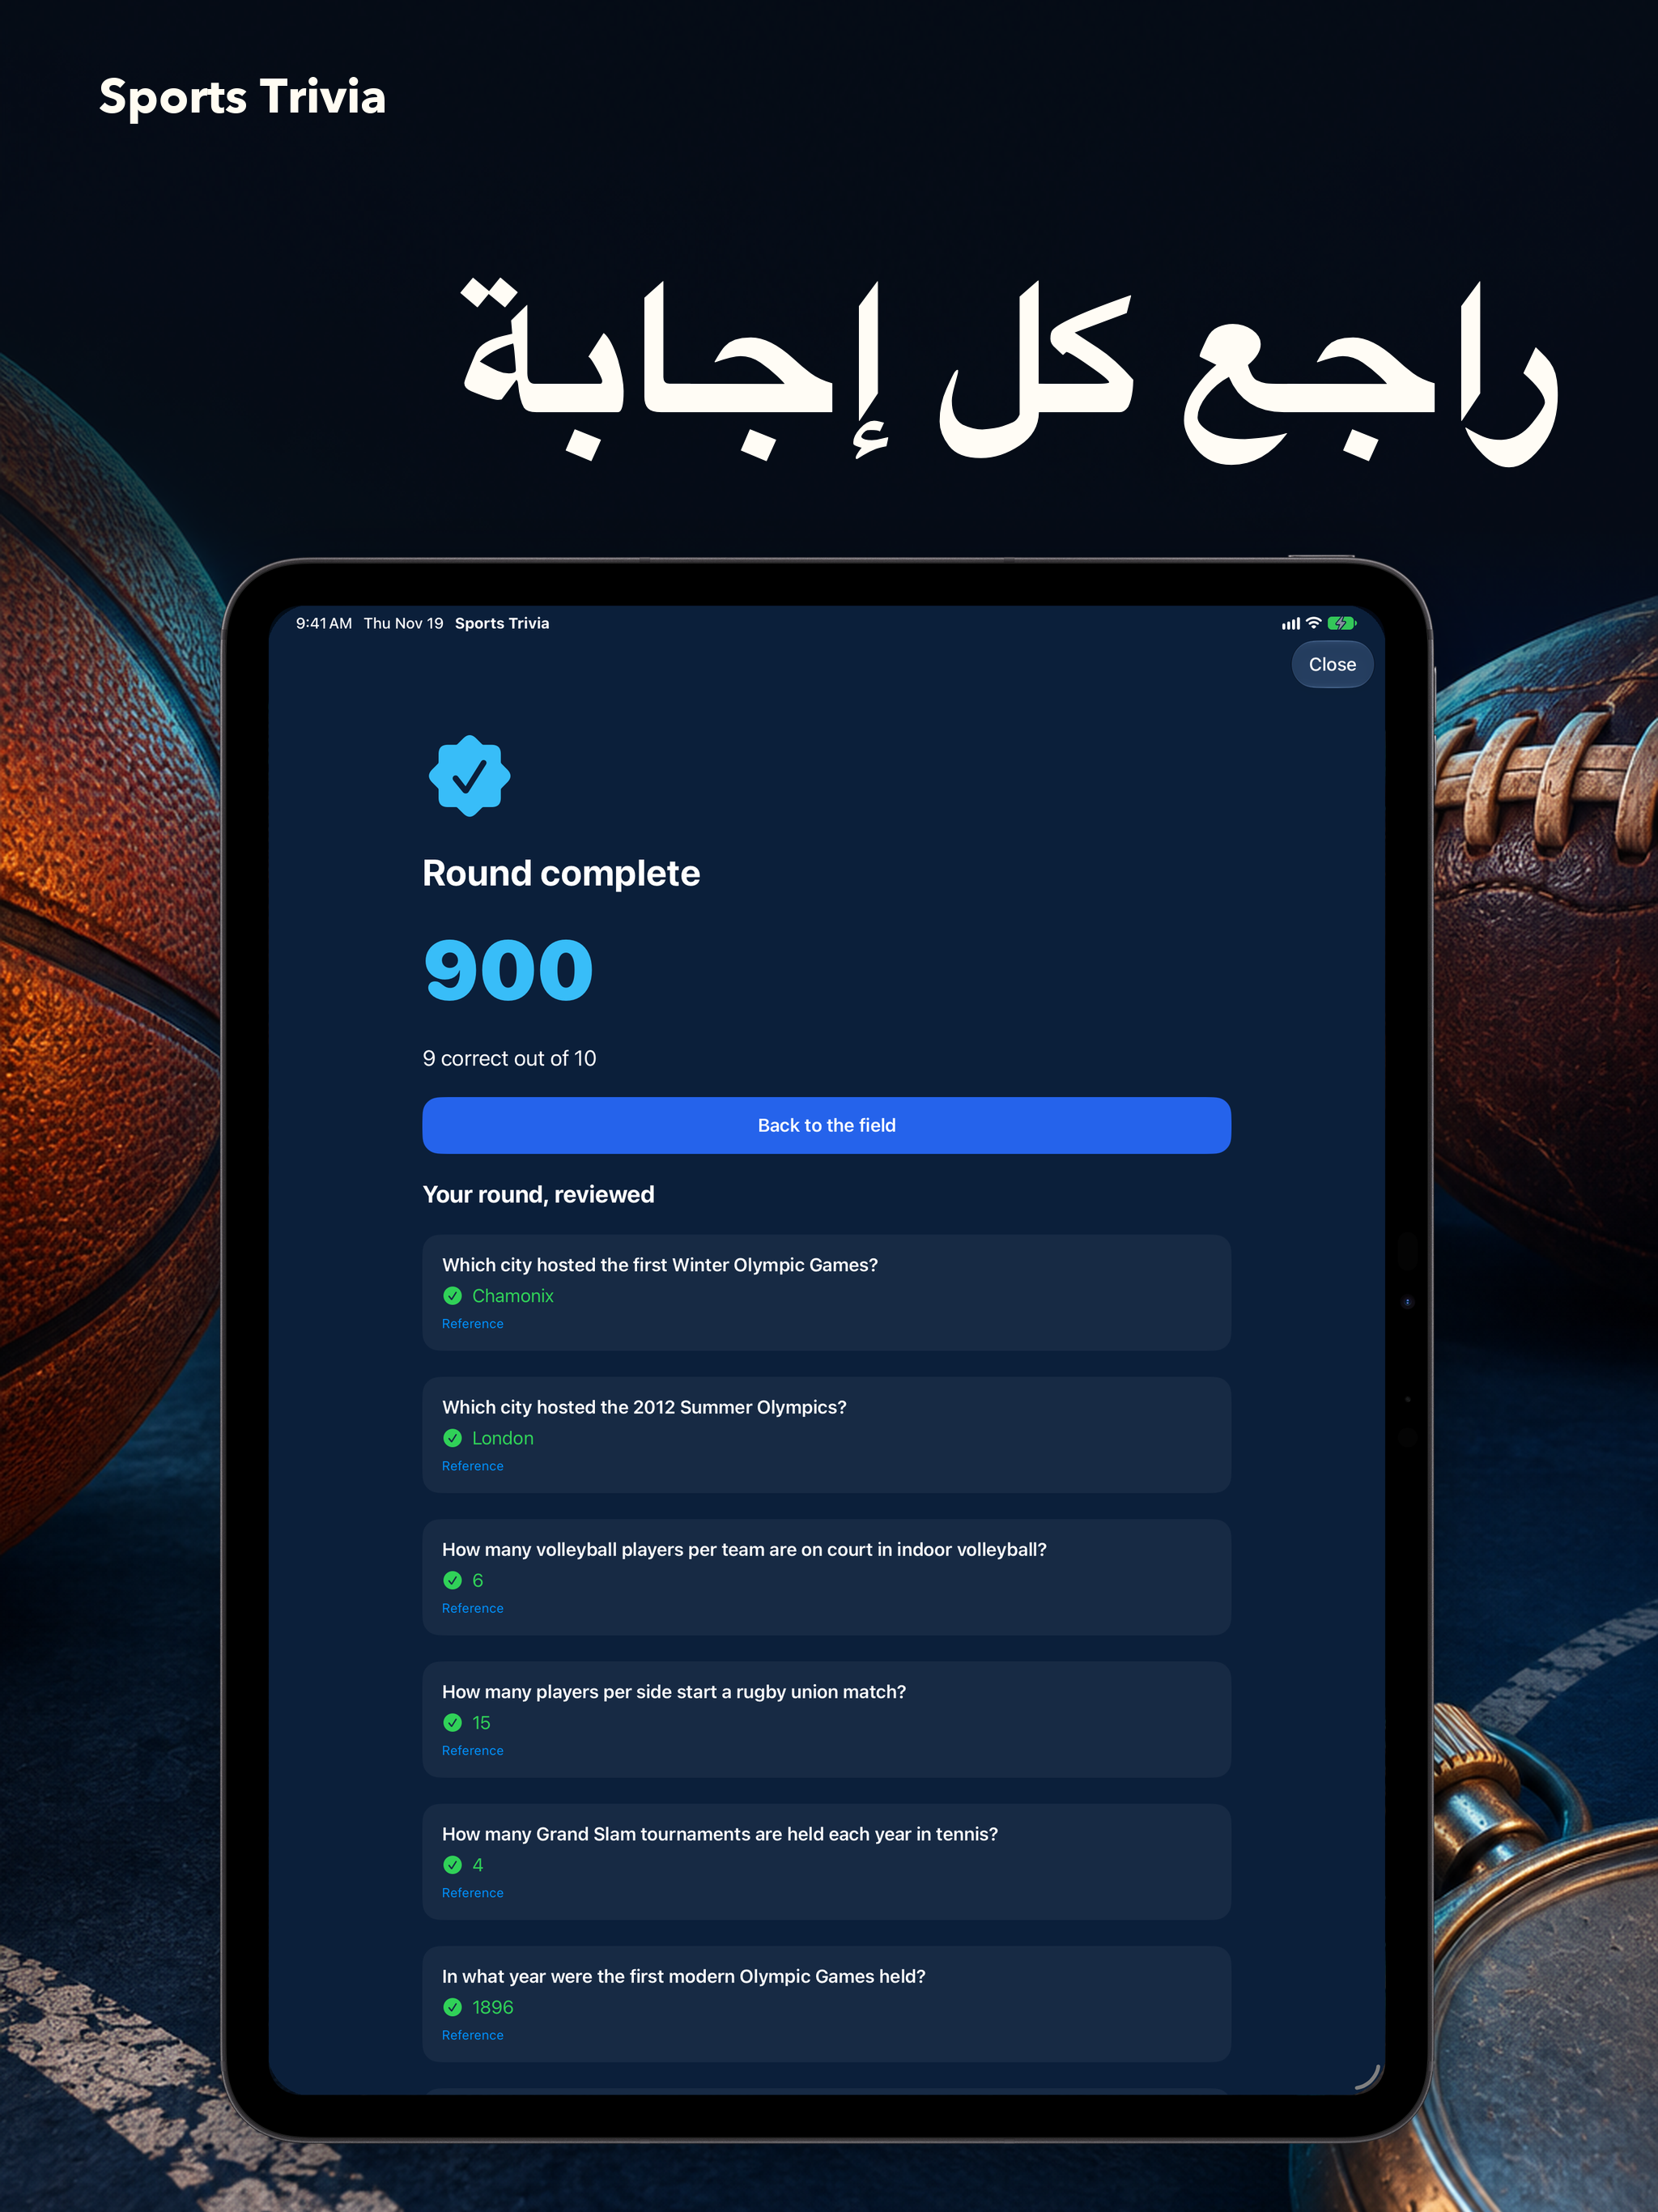 Sports Trivia
راجع كل إجابة
9:41 AM Thu Nov 19 Sports Trivia
Close
Round complete
900
9 correct out of 10
Back to the field
Your round, reviewed
Which city hosted the first Winter Olympic Games?
Chamonix
Reference
Which city hosted the 2012 Summer Olympics?
London
Reference
How many volleyball players per team are on court in indoor volleyball?
6
Reference
How many players per side start a rugby union match?
15
Reference
How many Grand Slam tournaments are held each year in tennis?
4
Reference
In what year were the first modern Olympic Games held?
1896
Reference